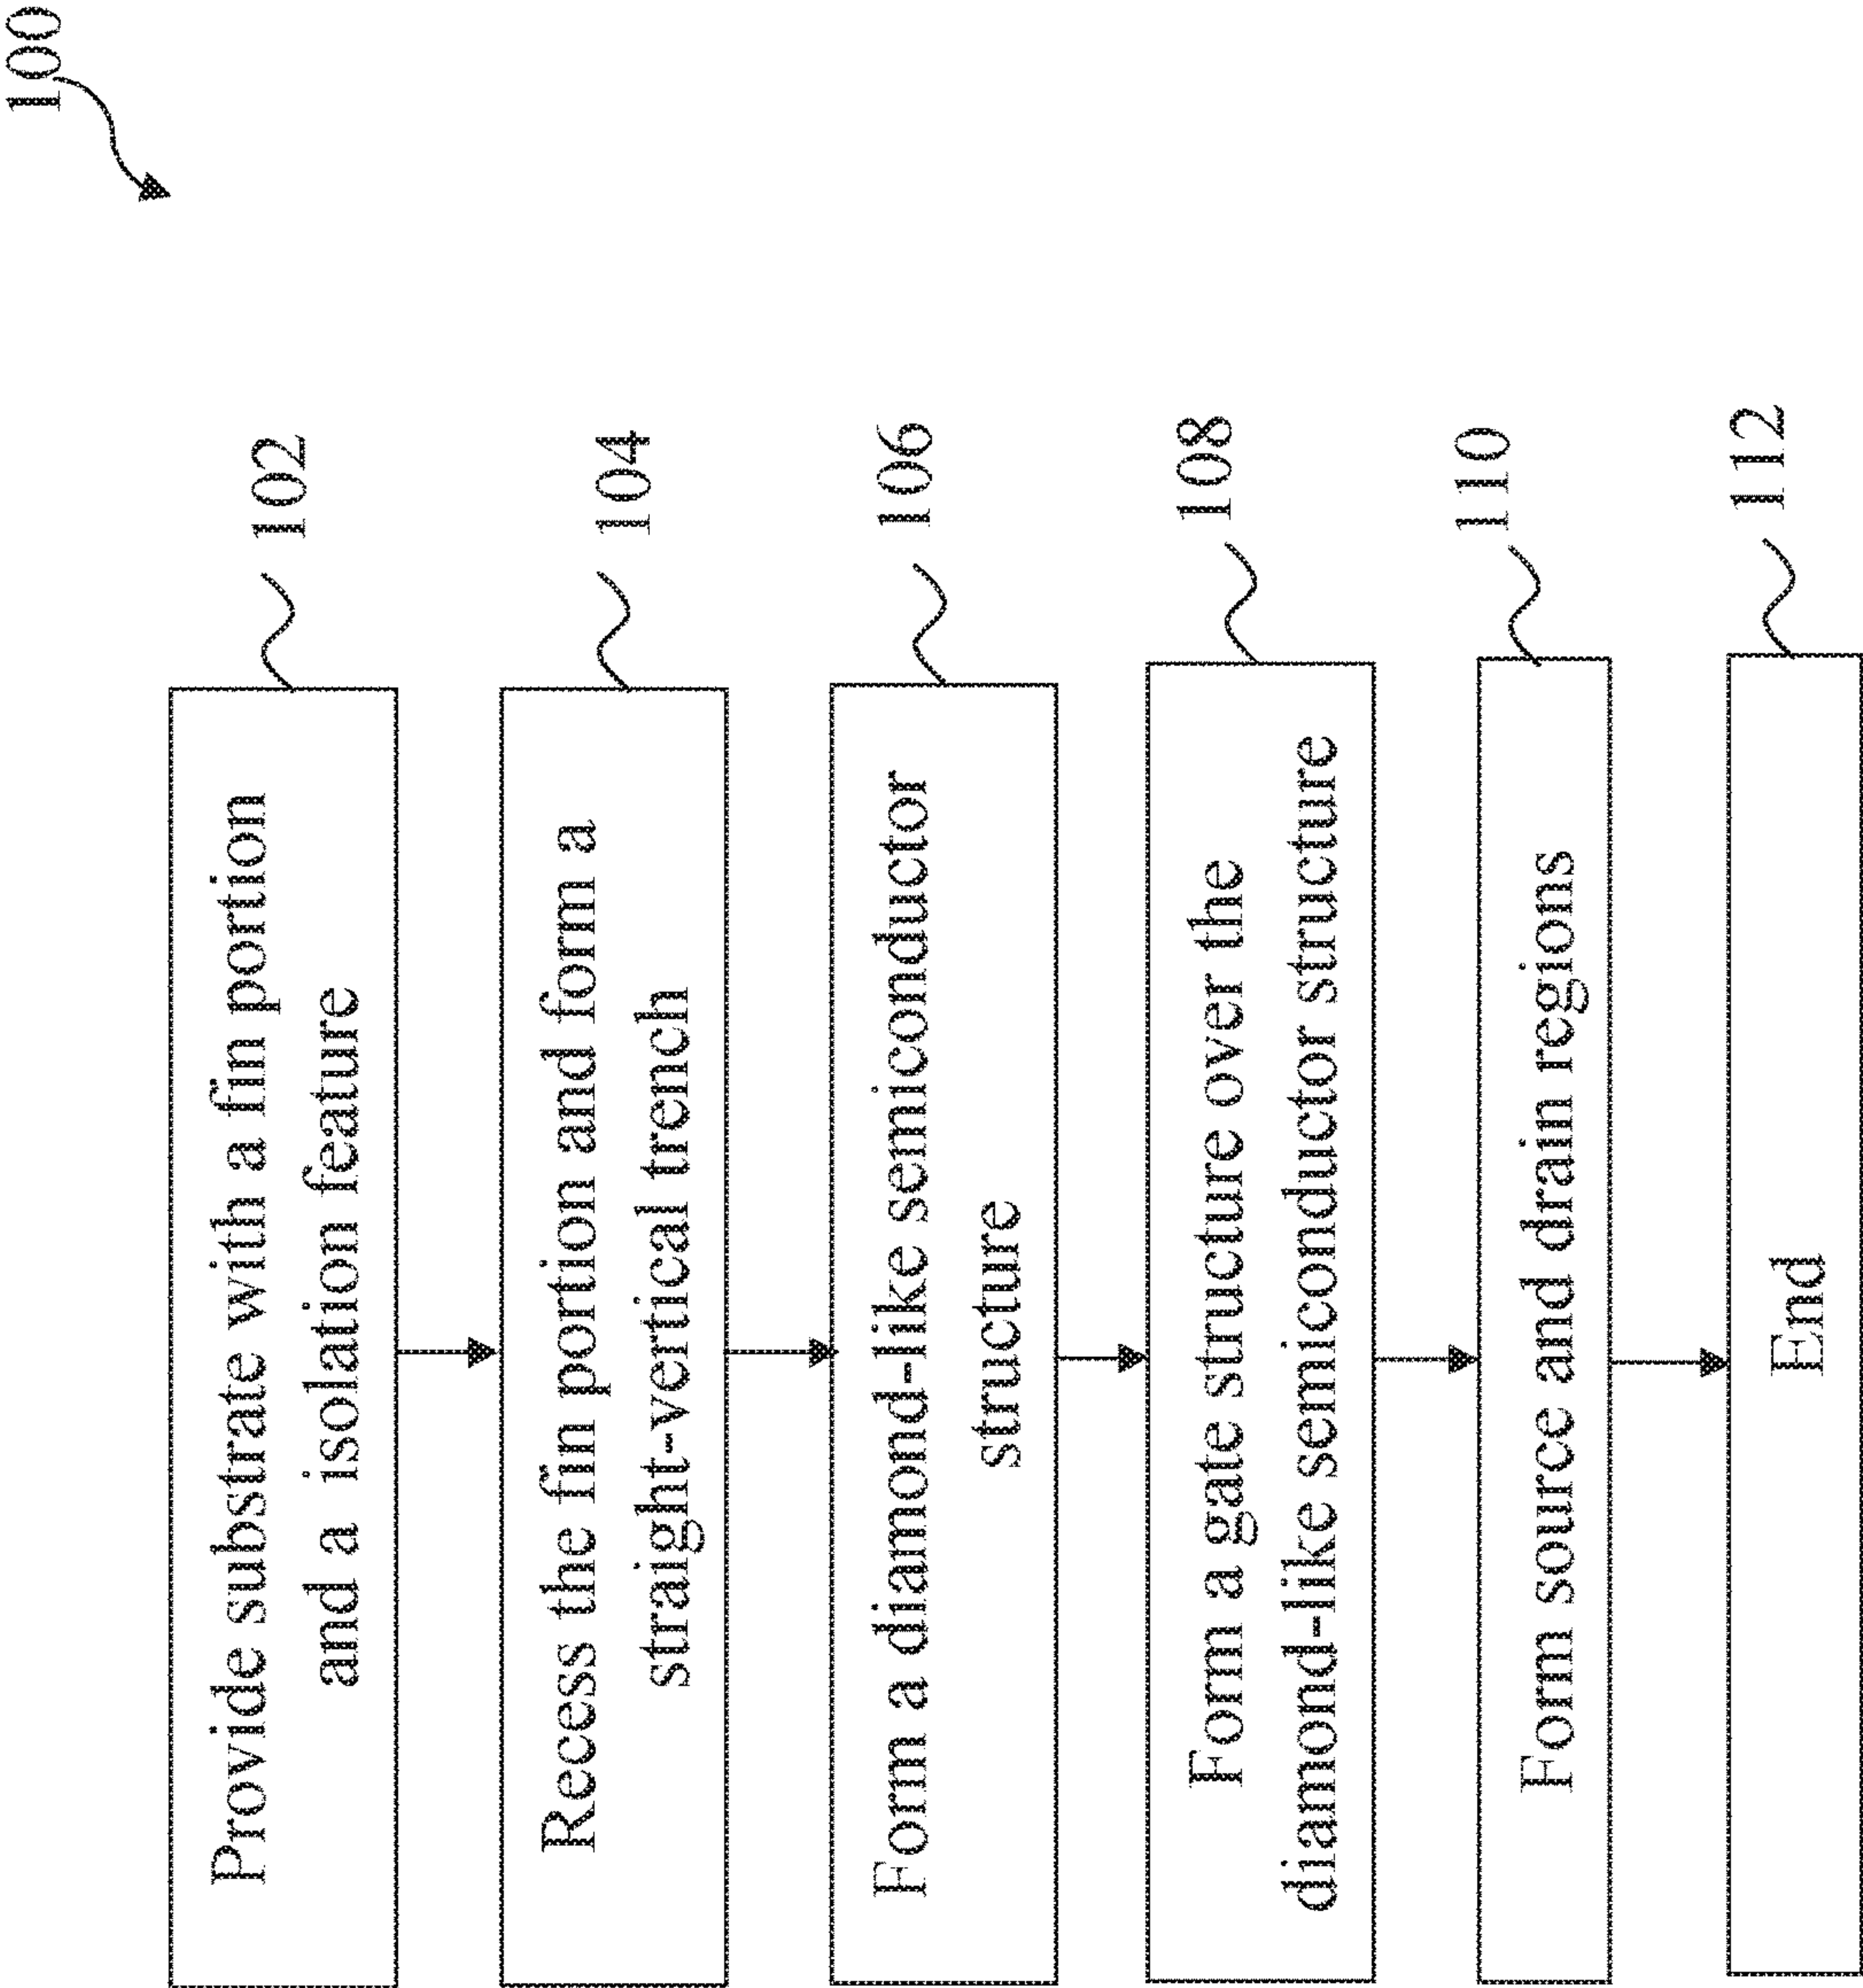 100
Provide substrate with a fin portion
and a isolation feature
102
Recess the fin portion and form a
straight-vertical trench
104
Form a diamond-like semiconductor
structure
106
Form a gate structure over the
diamond-like semiconductor structure
108
Form source and drain regions
110
End
112